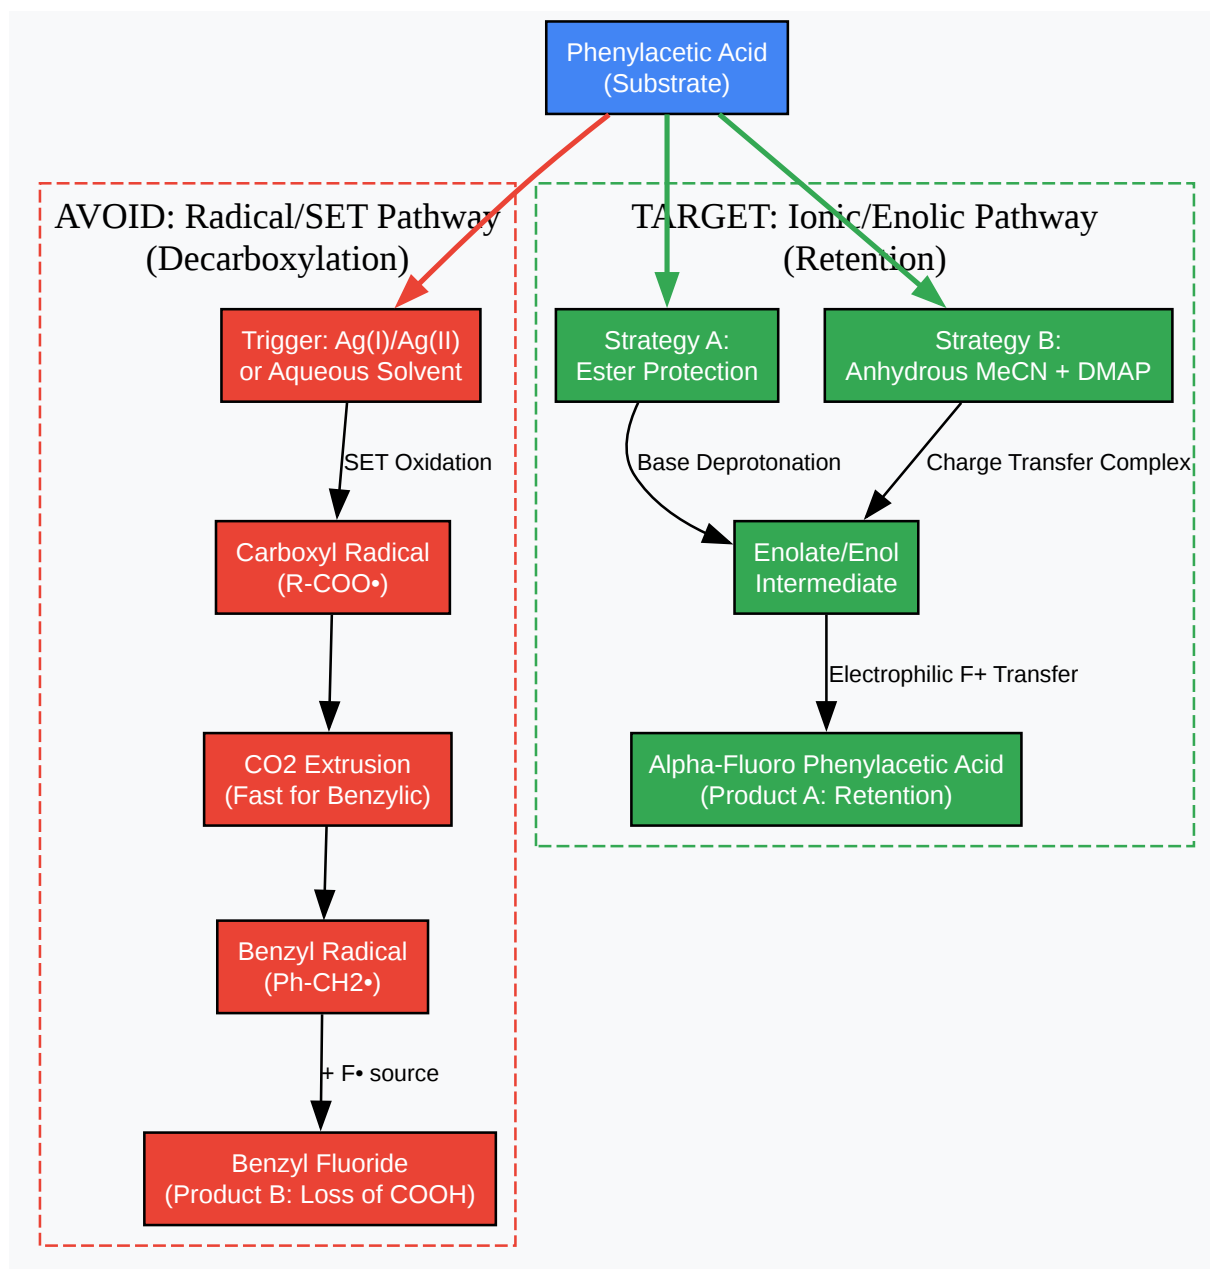 Phenylacetic Acid
(Substrate)
AVOID: Radical/SET Pathway
(Decarboxylation)
Trigger: Ag(I)/Ag(II)
or Aqueous Solvent
SET Oxidation
Carboxyl Radical
(R-COO•)
CO2 Extrusion
(Fast for Benzylic)
Benzyl Radical
(Ph-CH2•)
+ F• source
Benzyl Fluoride
(Product B: Loss of COOH)
TARGET: Ionic/Enolic Pathway
(Retention)
Strategy A:
Ester Protection
Strategy B:
Anhydrous MeCN + DMAP
Base Deprotonation
Charge Transfer Complex
Enolate/Enol
Intermediate
Electrophilic F+ Transfer
Alpha-Fluoro Phenylacetic Acid
(Product A: Retention)